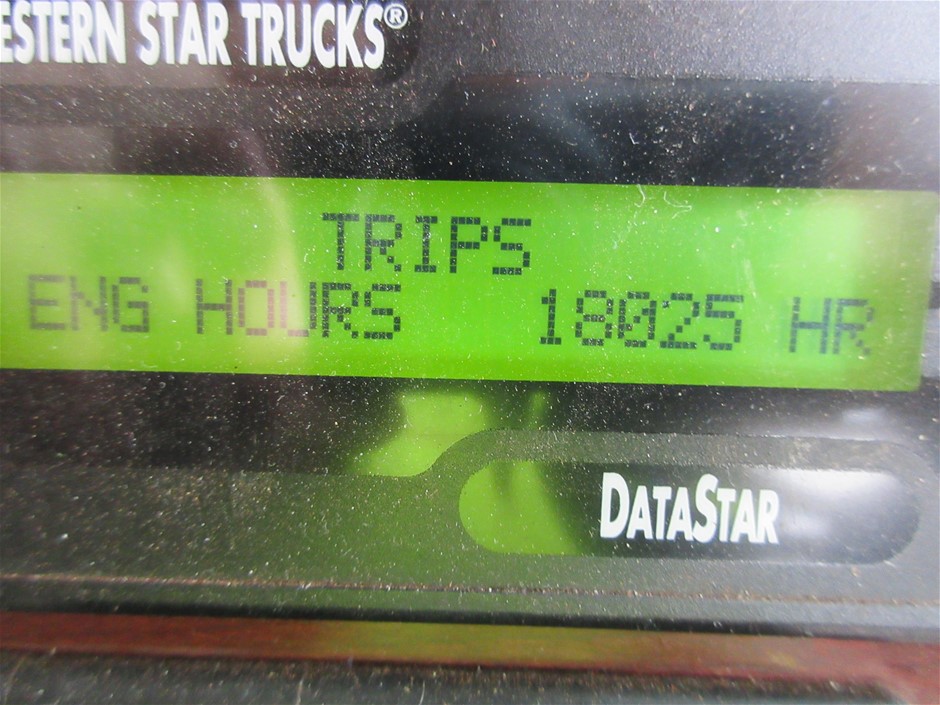 ESTERN STAR TRUCKS®
TRIPS
ENG HOURS 18025 HR
DATASTAR